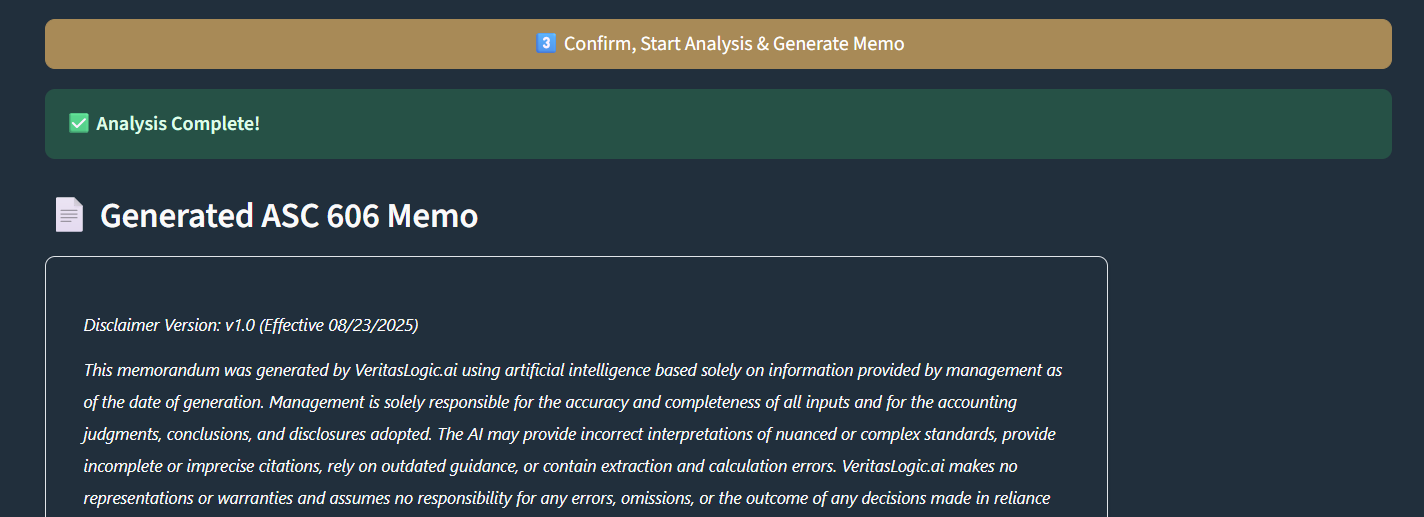 3 Confirm, Start Analysis & Generate Memo
Analysis Complete!
Generated ASC 606 Memo
Disclaimer Version: v1.0 (Effective 08/23/2025)
This memorandum was generated by VeritasLogic.ai using artificial intelligence based solely on information provided by management as
of the date of generation. Management is solely responsible for the accuracy and completeness of all inputs and for the accounting
judgments, conclusions, and disclosures adopted. The AI may provide incorrect interpretations of nuanced or complex standards, provide
incomplete or imprecise citations, rely on outdated guidance, or contain extraction and calculation errors. VeritasLogic.ai makes no
representations or warranties and assumes no responsibility for any errors, omissions, or the outcome of any decisions made in reliance